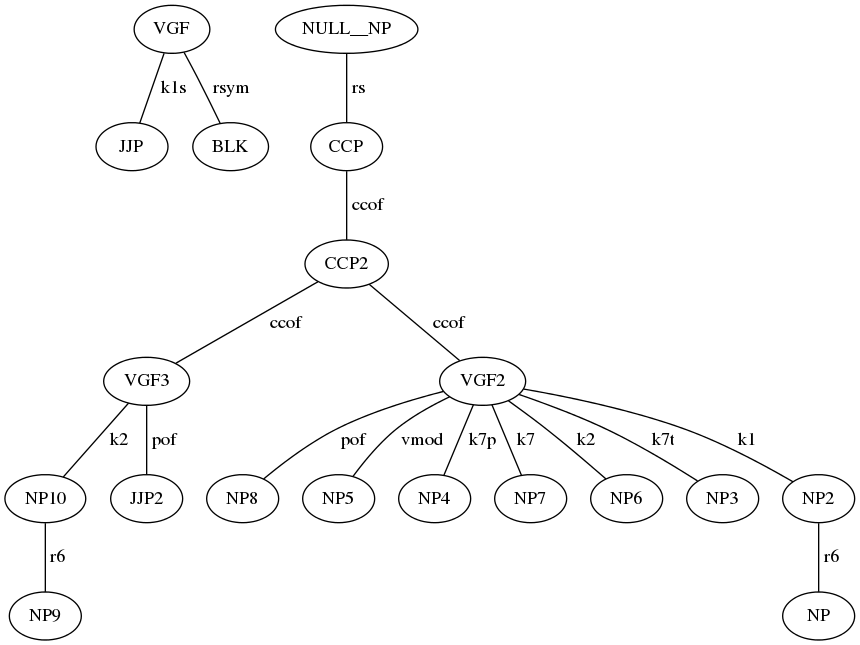 VGF NULL__NP
k1s rsym rs
JJP BLK CCP
ccof
CCP2
ccof ccof
VGF3 VGF2
k2 pof pof vmod k7p k7 k2 k7t k1
NP10 JJP2 NP8 NP5 NP4 NP7 NP6 NP3 NP2
r6 r6
NP9 NP